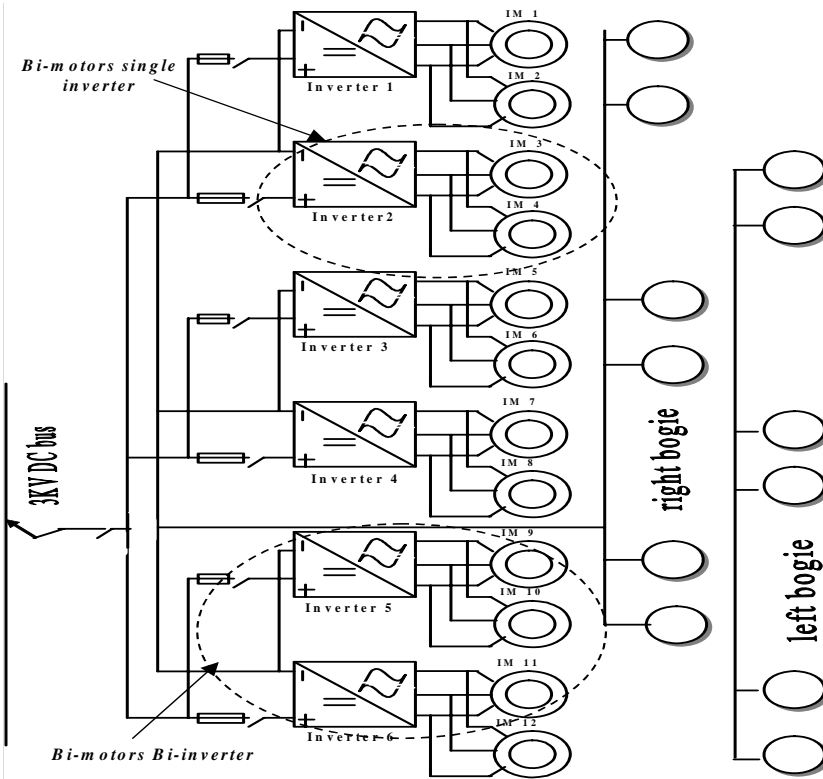 IM 1
Bi-motors single
inverter
IM 2
Inverter 1
IM 3
Inverter2
IM 4
IM 5
IM 6
Inverter 3
IM 7
IM 8
Inverter 4
3KV DC bus
right bogie
IM 9
IM 10
Inverter 5
left bogie
IM 11
IM 12
Inverter 6
Bi-motors Bi-inverter